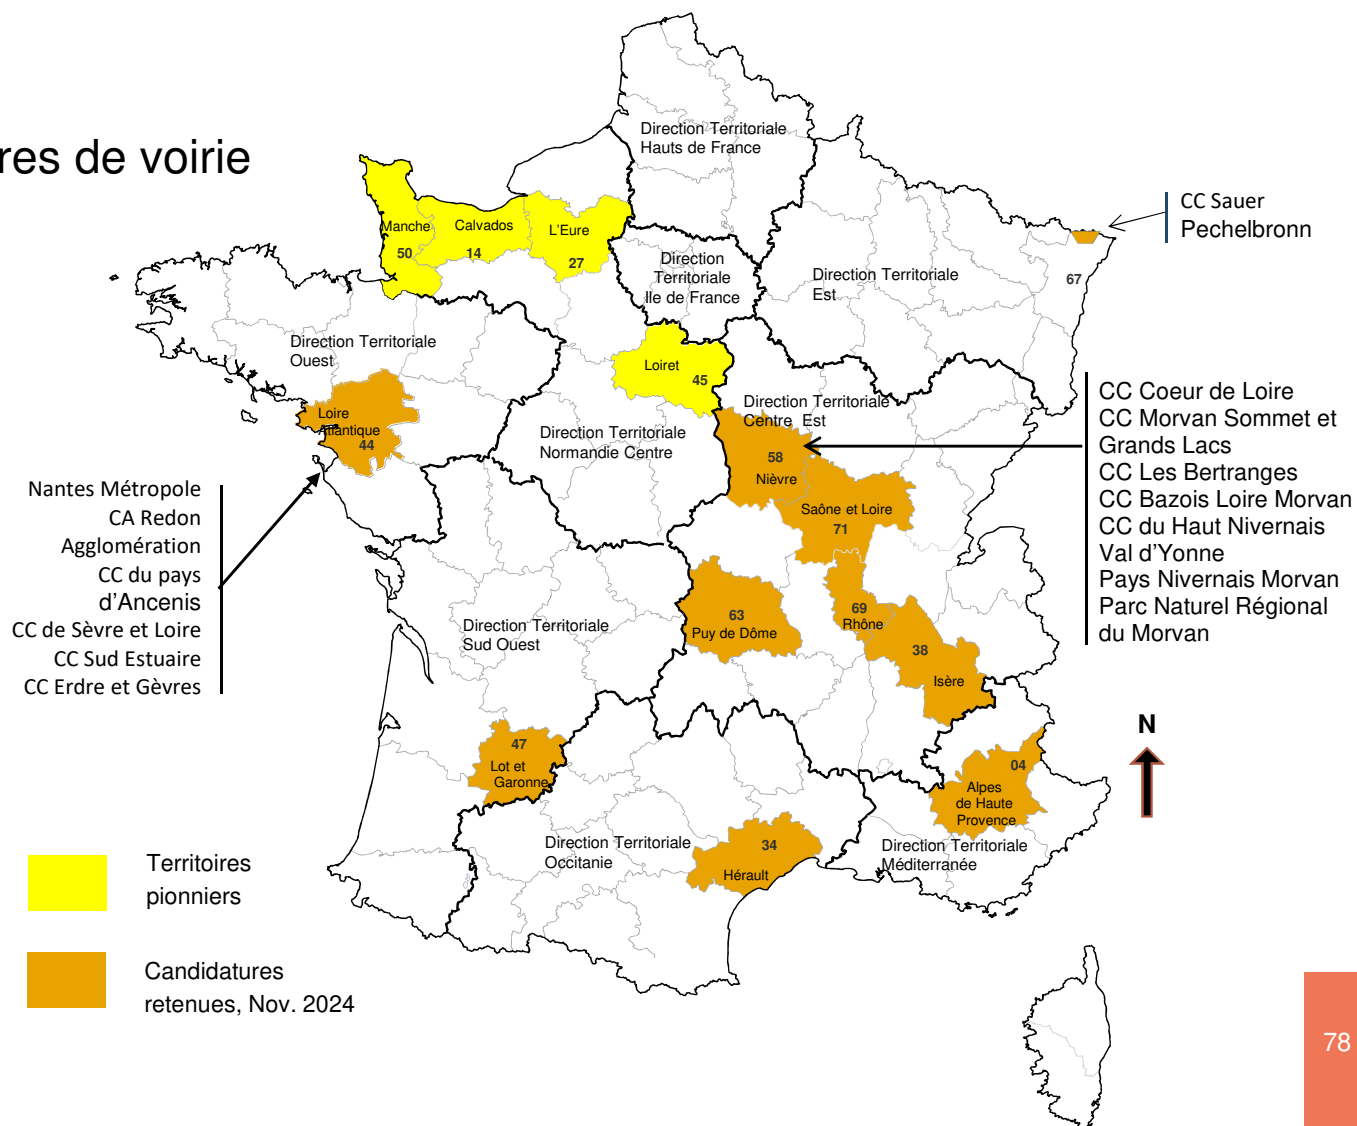 res de voirie
Direction Territoriale
Hauts de France
CC Sauer
Pechelbronn
Manche
50
Calvados
14
L'Eure
27
Direction
Territoriale
Ile de France
Direction Territoriale
Est
67
Direction Territoriale
Ouest
Loiret
45
Loire
Atlantique
44
Direction Territoriale
Normandie Centre
Direction Territoriale
Centre Est
58
Nièvre
CC Coeur de Loire
CC Morvan Sommet et
Grands Lacs
CC Les Bertranges
CC Bazois Loire Morvan
CC du Haut Nivernais
Val d'Yonne
Pays Nivernais Morvan
Parc Naturel Régional
du Morvan
Nantes Métropole
CA Redon
Agglomération
CC du pays
d'Ancenis
CC de Sèvre et Loire
CC Sud Estuaire
CC Erdre et Gèvres
Saône et Loire
71
63
Puy de Dôme
69
Rhône
38
Isère
Direction Territoriale
Sud Ouest
47
Lot et
Garonne
N
04
Alpes
de Haute
Provence
Direction Territoriale
Occitanie
34
Hérault
Direction Territoriale
Méditerranée
Territoires
pionniers
Candidatures
retenues, Nov. 2024
78